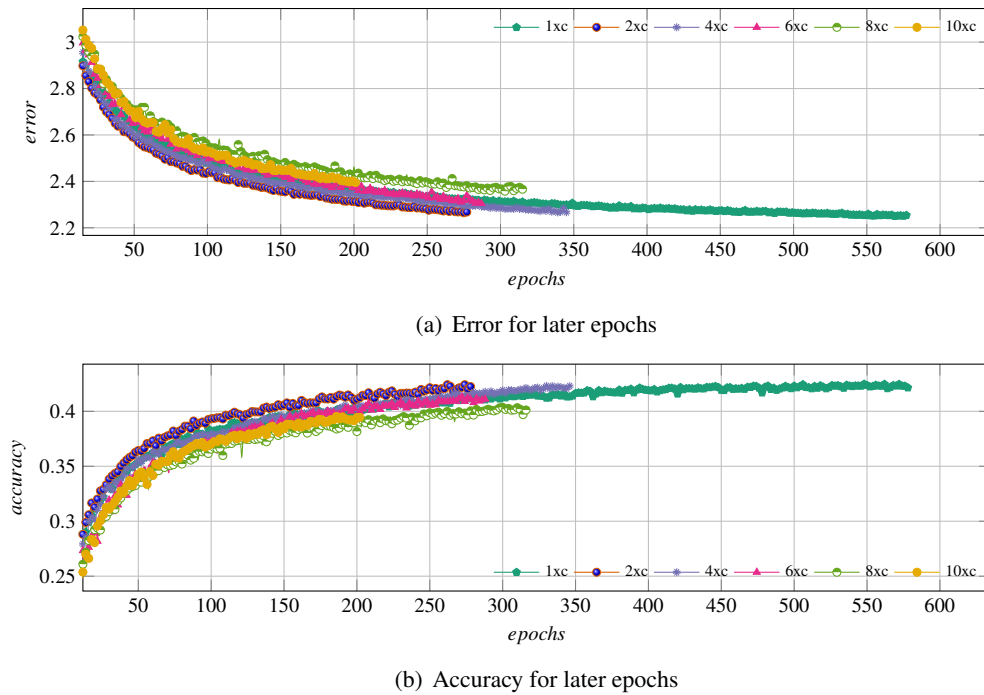 1xc 2xc 4xc 6xc 8xc 10xc
3
2.8
2.6
2.4
2.2
error
50 100 150 200 250 300 350 400 450 500 550 600
epochs
(a) Error for later epochs
0.4
0.35
0.3
0.25
accuracy
1xc 2xc 4xc 6xc 8xc 10xc
50 100 150 200 250 300 350 400 450 500 550 600
epochs
(b) Accuracy for later epochs